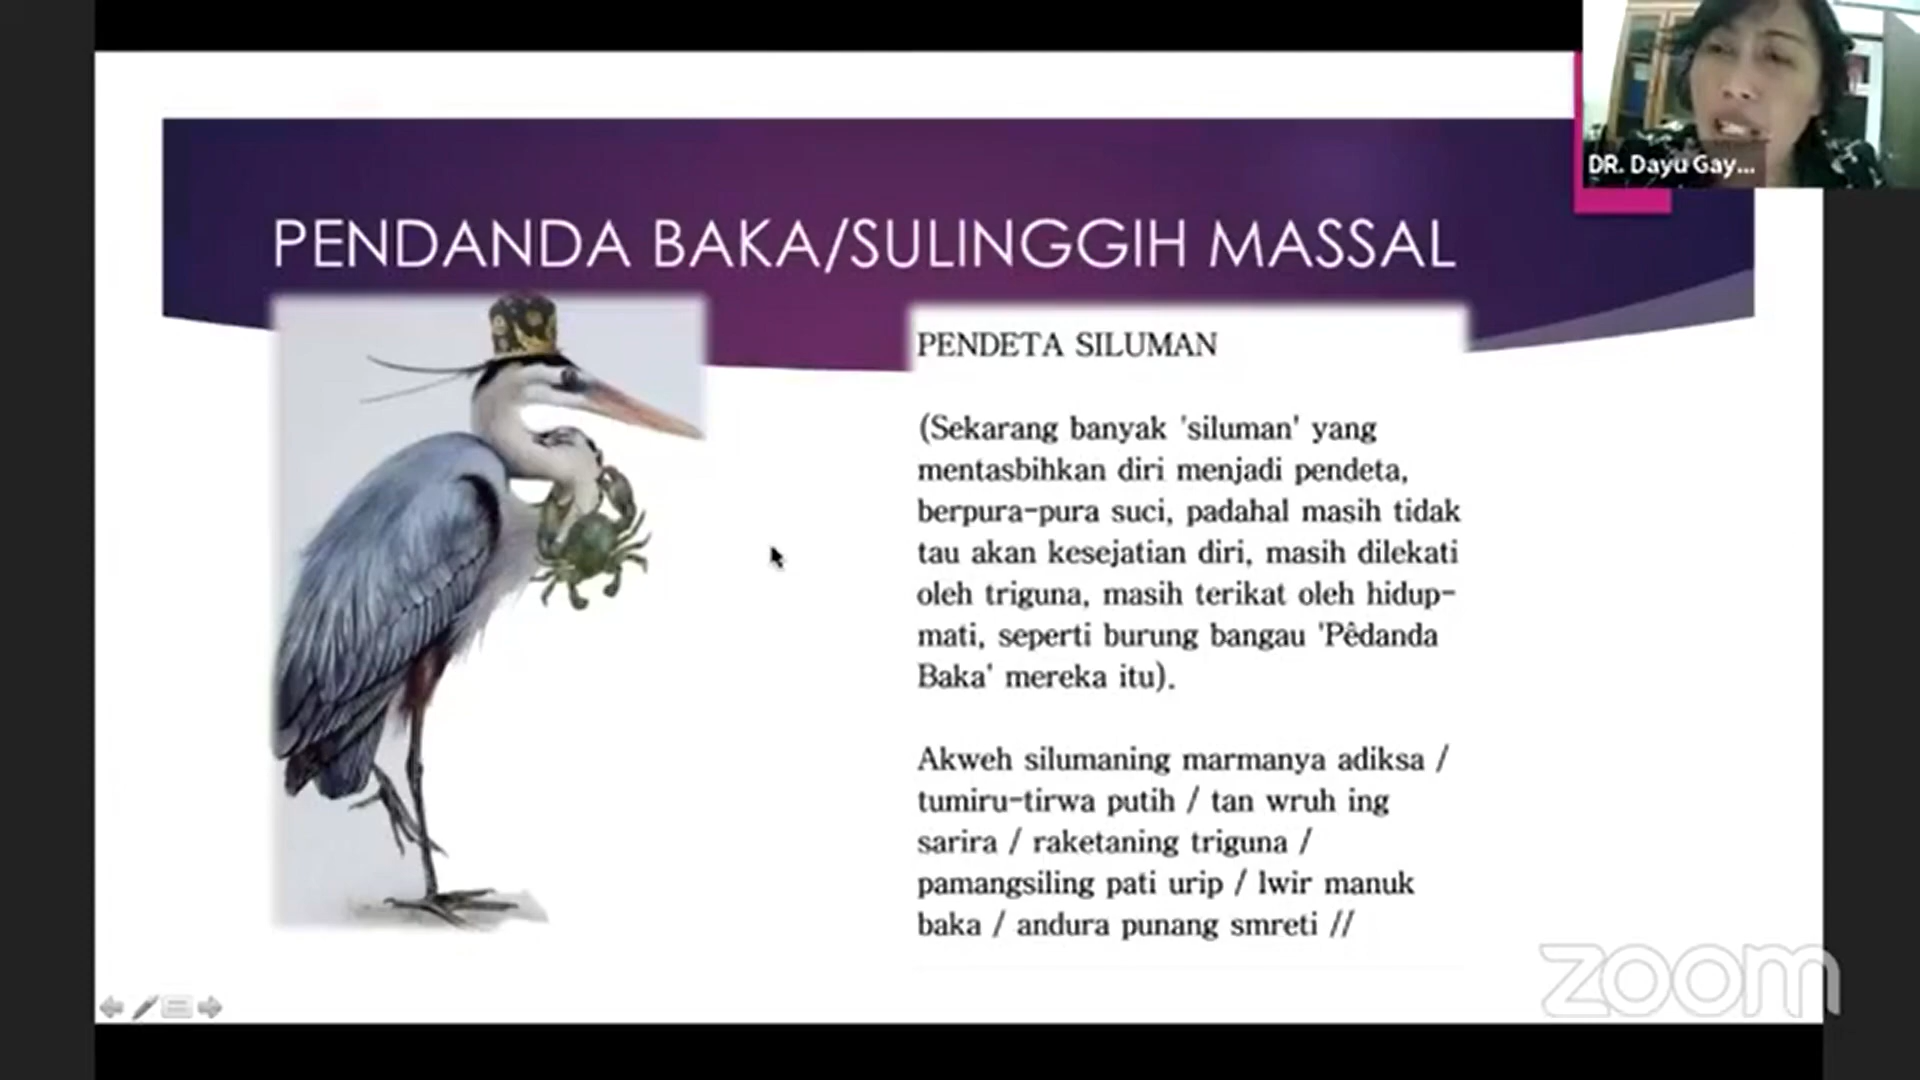 DR. Dayu Gay...
PENDANDA BAKA/SULINGGIH MASSAL
PENDETA SILUMAN
(Sekarang banyak 'siluman' yang
mentasbihkan diri menjadi pendeta,
berpura-pura suci, padahal masih tidak
tau akan kesejatian diri, masih dilekati
oleh triguna, masih terikat oleh hidup-
mati, seperti burung bangau 'Pêdanda
Baka' mereka itu).
Akweh silumaning marmanya adiksa /
tumiru-tirwa putih / tan wruh ing
sarira / raketaning triguna /
pamangsiling pati urip / lwir manuk
baka / andura punang smreti //
zoom